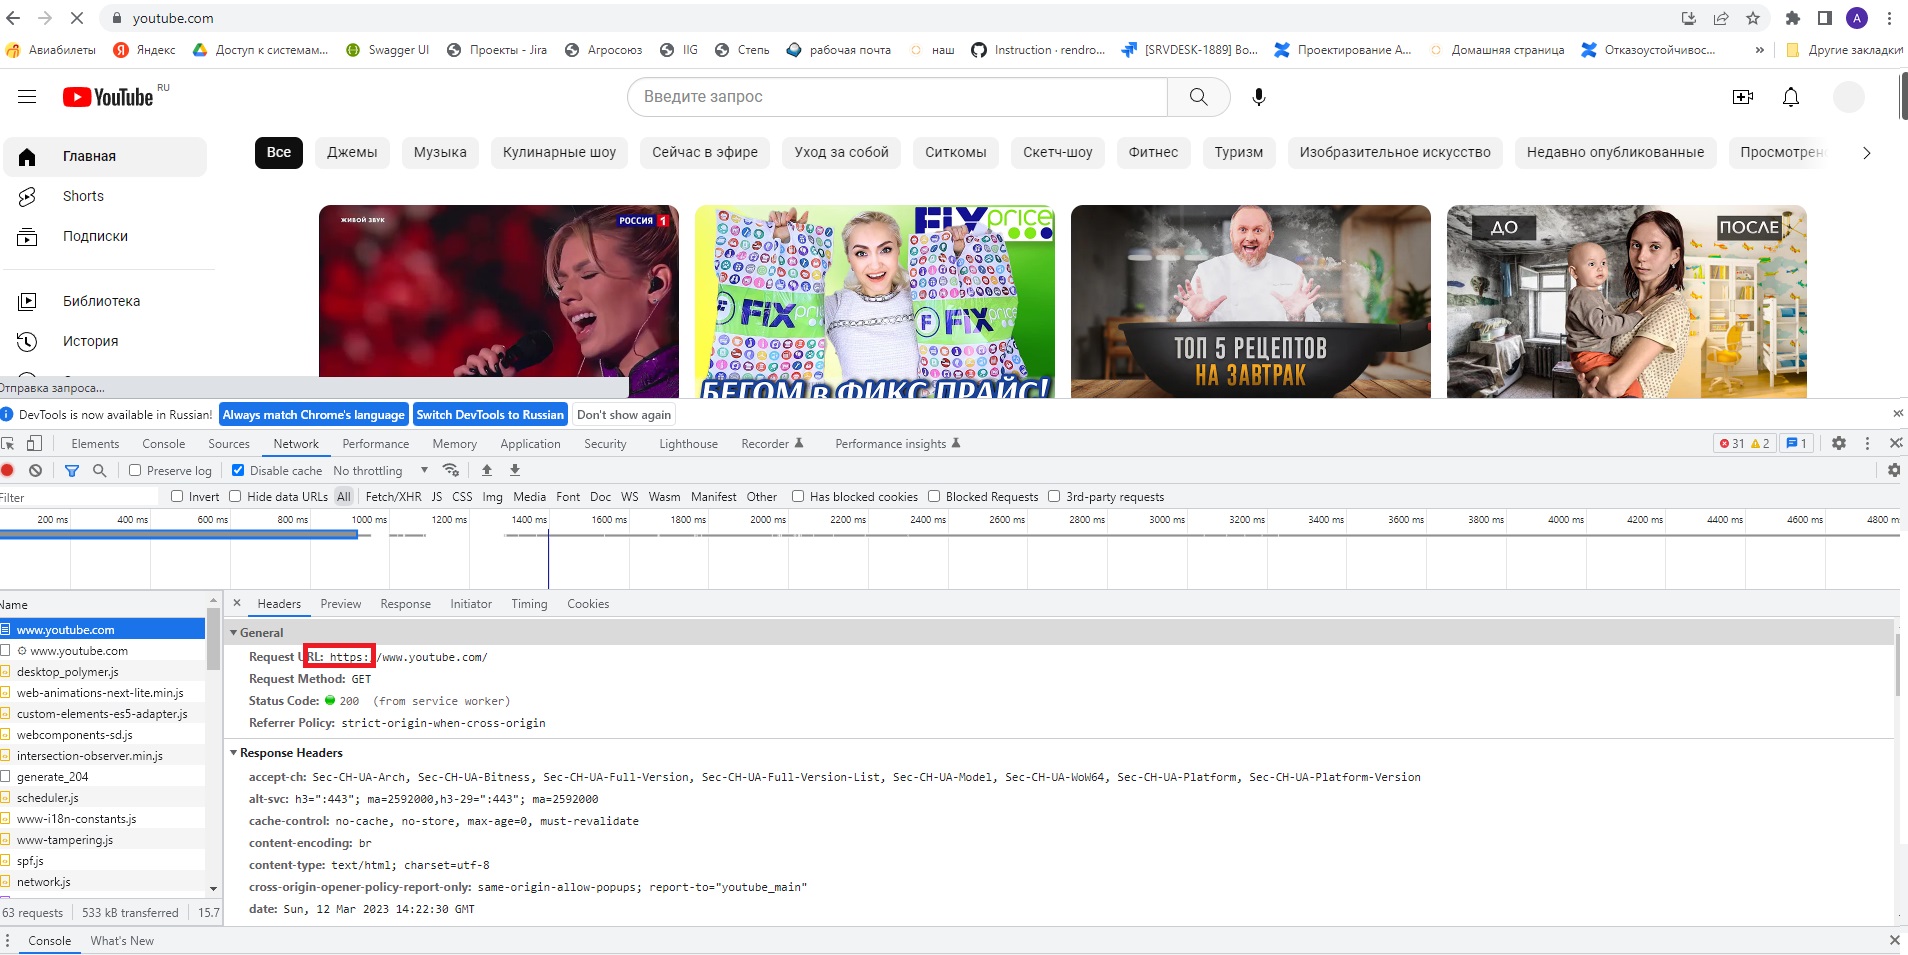 youtube.com
A
Авиабилеты Яндекс Доступ к системам... Swagger UI Проекты - Jira Агросоюз IIG Степь рабочая почта наш Instruction · rendro... [SRVDESK-1889] Во... Проектирование А... Домашняя страница Отказоустойчивос... » Другие закладки
YouTube RU
Введите запрос
Главная
Shorts
Подписки
Библиотека
История
Все Джемы Музыка Кулинарные шоу Сейчас в эфире Уход за собой Ситкомы Скетч-шоу Фитнес Туризм Изобразительное искусство Недавно опубликованные Просмотрен
ЖИВОЙ ЗВУК РОССИЯ 1
FIX price
FIX price
F FIX price
БЕГОМ в ФИКС ПРАЙС!
ТОП 5 РЕЦЕПТОВ
НА ЗАВТРАК
ДО ПОСЛЕ
Отправка запроса...
DevTools is now available in Russian! Always match Chrome's language Switch DevTools to Russian Don't show again
Elements Console Sources Network Performance Memory Application Security Lighthouse Recorder Performance insights 31 2 1
Preserve log Disable cache No throttling
Filter Invert Hide data URLs All Fetch/XHR JS CSS Img Media Font Doc WS Wasm Manifest Other Has blocked cookies Blocked Requests 3rd-party requests
200 ms 400 ms 600 ms 800 ms 1000 ms 1200 ms 1400 ms 1600 ms 1800 ms 2000 ms 2200 ms 2400 ms 2600 ms 2800 ms 3000 ms 3200 ms 3400 ms 3600 ms 3800 ms 4000 ms 4200 ms 4400 ms 4600 ms 4800 ms
Name
www.youtube.com
www.youtube.com
desktop_polymer.js
web-animations-next-lite.min.js
custom-elements-es5-adapter.js
webcomponents-sd.js
intersection-observer.min.js
generate_204
scheduler.js
www-i18n-constants.js
www-tampering.js
spf.js
network.js
63 requests 533 kB transferred 15.7
Headers Preview Response Initiator Timing Cookies
General
Request URL: https://www.youtube.com/
Request Method: GET
Status Code: 200 (from service worker)
Referrer Policy: strict-origin-when-cross-origin
Response Headers
accept-ch: Sec-CH-UA-Arch, Sec-CH-UA-Bitness, Sec-CH-UA-Full-Version, Sec-CH-UA-Full-Version-List, Sec-CH-UA-Model, Sec-CH-UA-WoW64, Sec-CH-UA-Platform, Sec-CH-UA-Platform-Version
alt-svc: h3=":443"; ma=2592000,h3-29=":443"; ma=2592000
cache-control: no-cache, no-store, max-age=0, must-revalidate
content-encoding: br
content-type: text/html; charset=utf-8
cross-origin-opener-policy-report-only: same-origin-allow-popups; report-to="youtube_main"
date: Sun, 12 Mar 2023 14:22:30 GMT
Console What's New